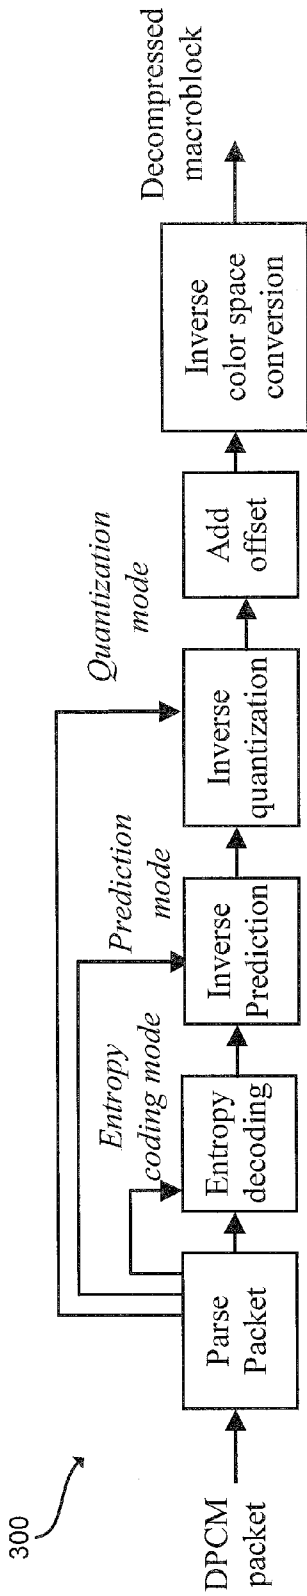 300
DPCM
packet
Parse
Packet
Entropy
coding mode
Entropy
decoding
Prediction
mode
Inverse
Prediction
Quantization
mode
Inverse
quantization
Add
offset
Inverse
color space
conversion
Decompressed
macroblock